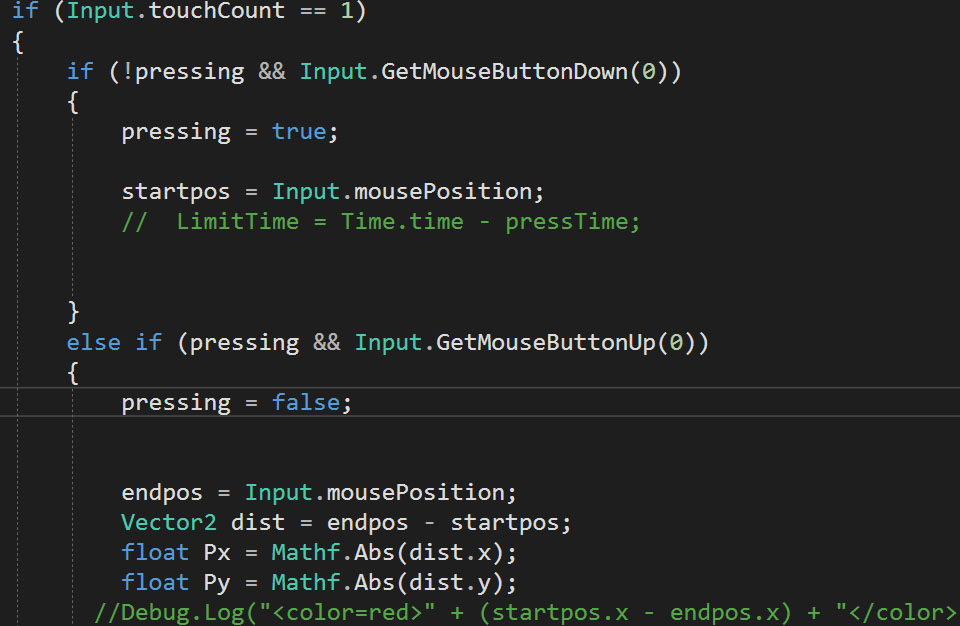 if (Input.touchCount == 1)
{
if (!pressing && Input.GetMouseButtonDown(0))
{
pressing = true;
startpos = Input.mousePosition;
//  LimitTime = Time.time - pressTime;
}
else if (pressing && Input.GetMouseButtonUp(0))
{
pressing = false;
endpos = Input.mousePosition;
Vector2 dist = endpos - startpos;
float Px = Mathf.Abs(dist.x);
float Py = Mathf.Abs(dist.y);
//Debug.Log("<color=red>" + (startpos.x - endpos.x) + "</color>